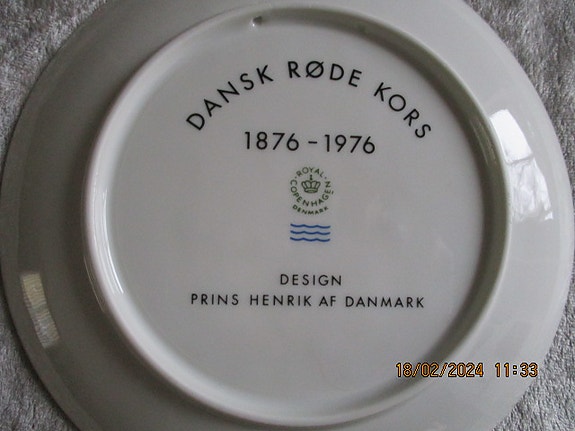 DANSK RØDE KORS
1876 - 1976
ROYAL
COPENHAGEN
DENMARK
DESIGN
PRINS HENRIK AF DANMARK
18/02/2024 11:33